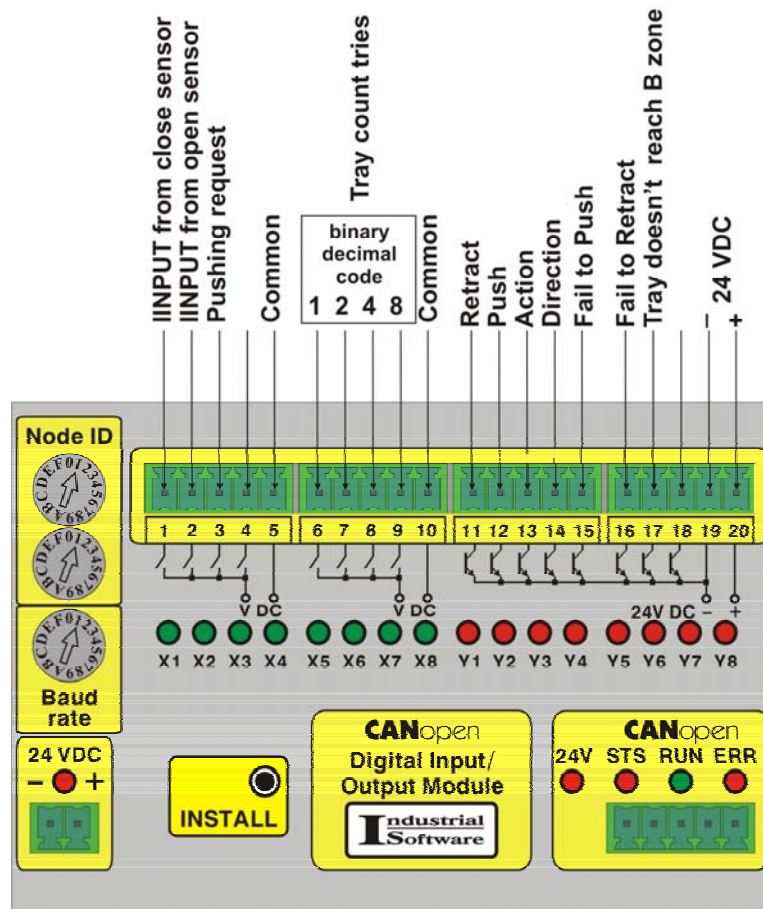 IINPUT from close sensor
IINPUT from open sensor
Pushing request
Common
Tray count tries
binary
decimal
code
1 2 4 8
Common
Retract
Push
Action
Direction
Fail to Push
Fail to Retract
Tray doesn't reach B zone
– 24 VDC +
Node ID
0123456789ABCDEF
0123456789ABCDEF
1 2 3 4 5 6 7 8 9 10 11 12 13 14 15 16 17 18 19 20
V DC V DC 24V DC – +
0123456789ABCDEF
X1 X2 X3 X4 X5 X6 X7 X8 Y1 Y2 Y3 Y4 Y5 Y6 Y7 Y8
Baud
rate
24 VDC
– +
INSTALL
CANopen
Digital Input/
Output Module
Industrial
Software
CANopen
24V STS RUN ERR